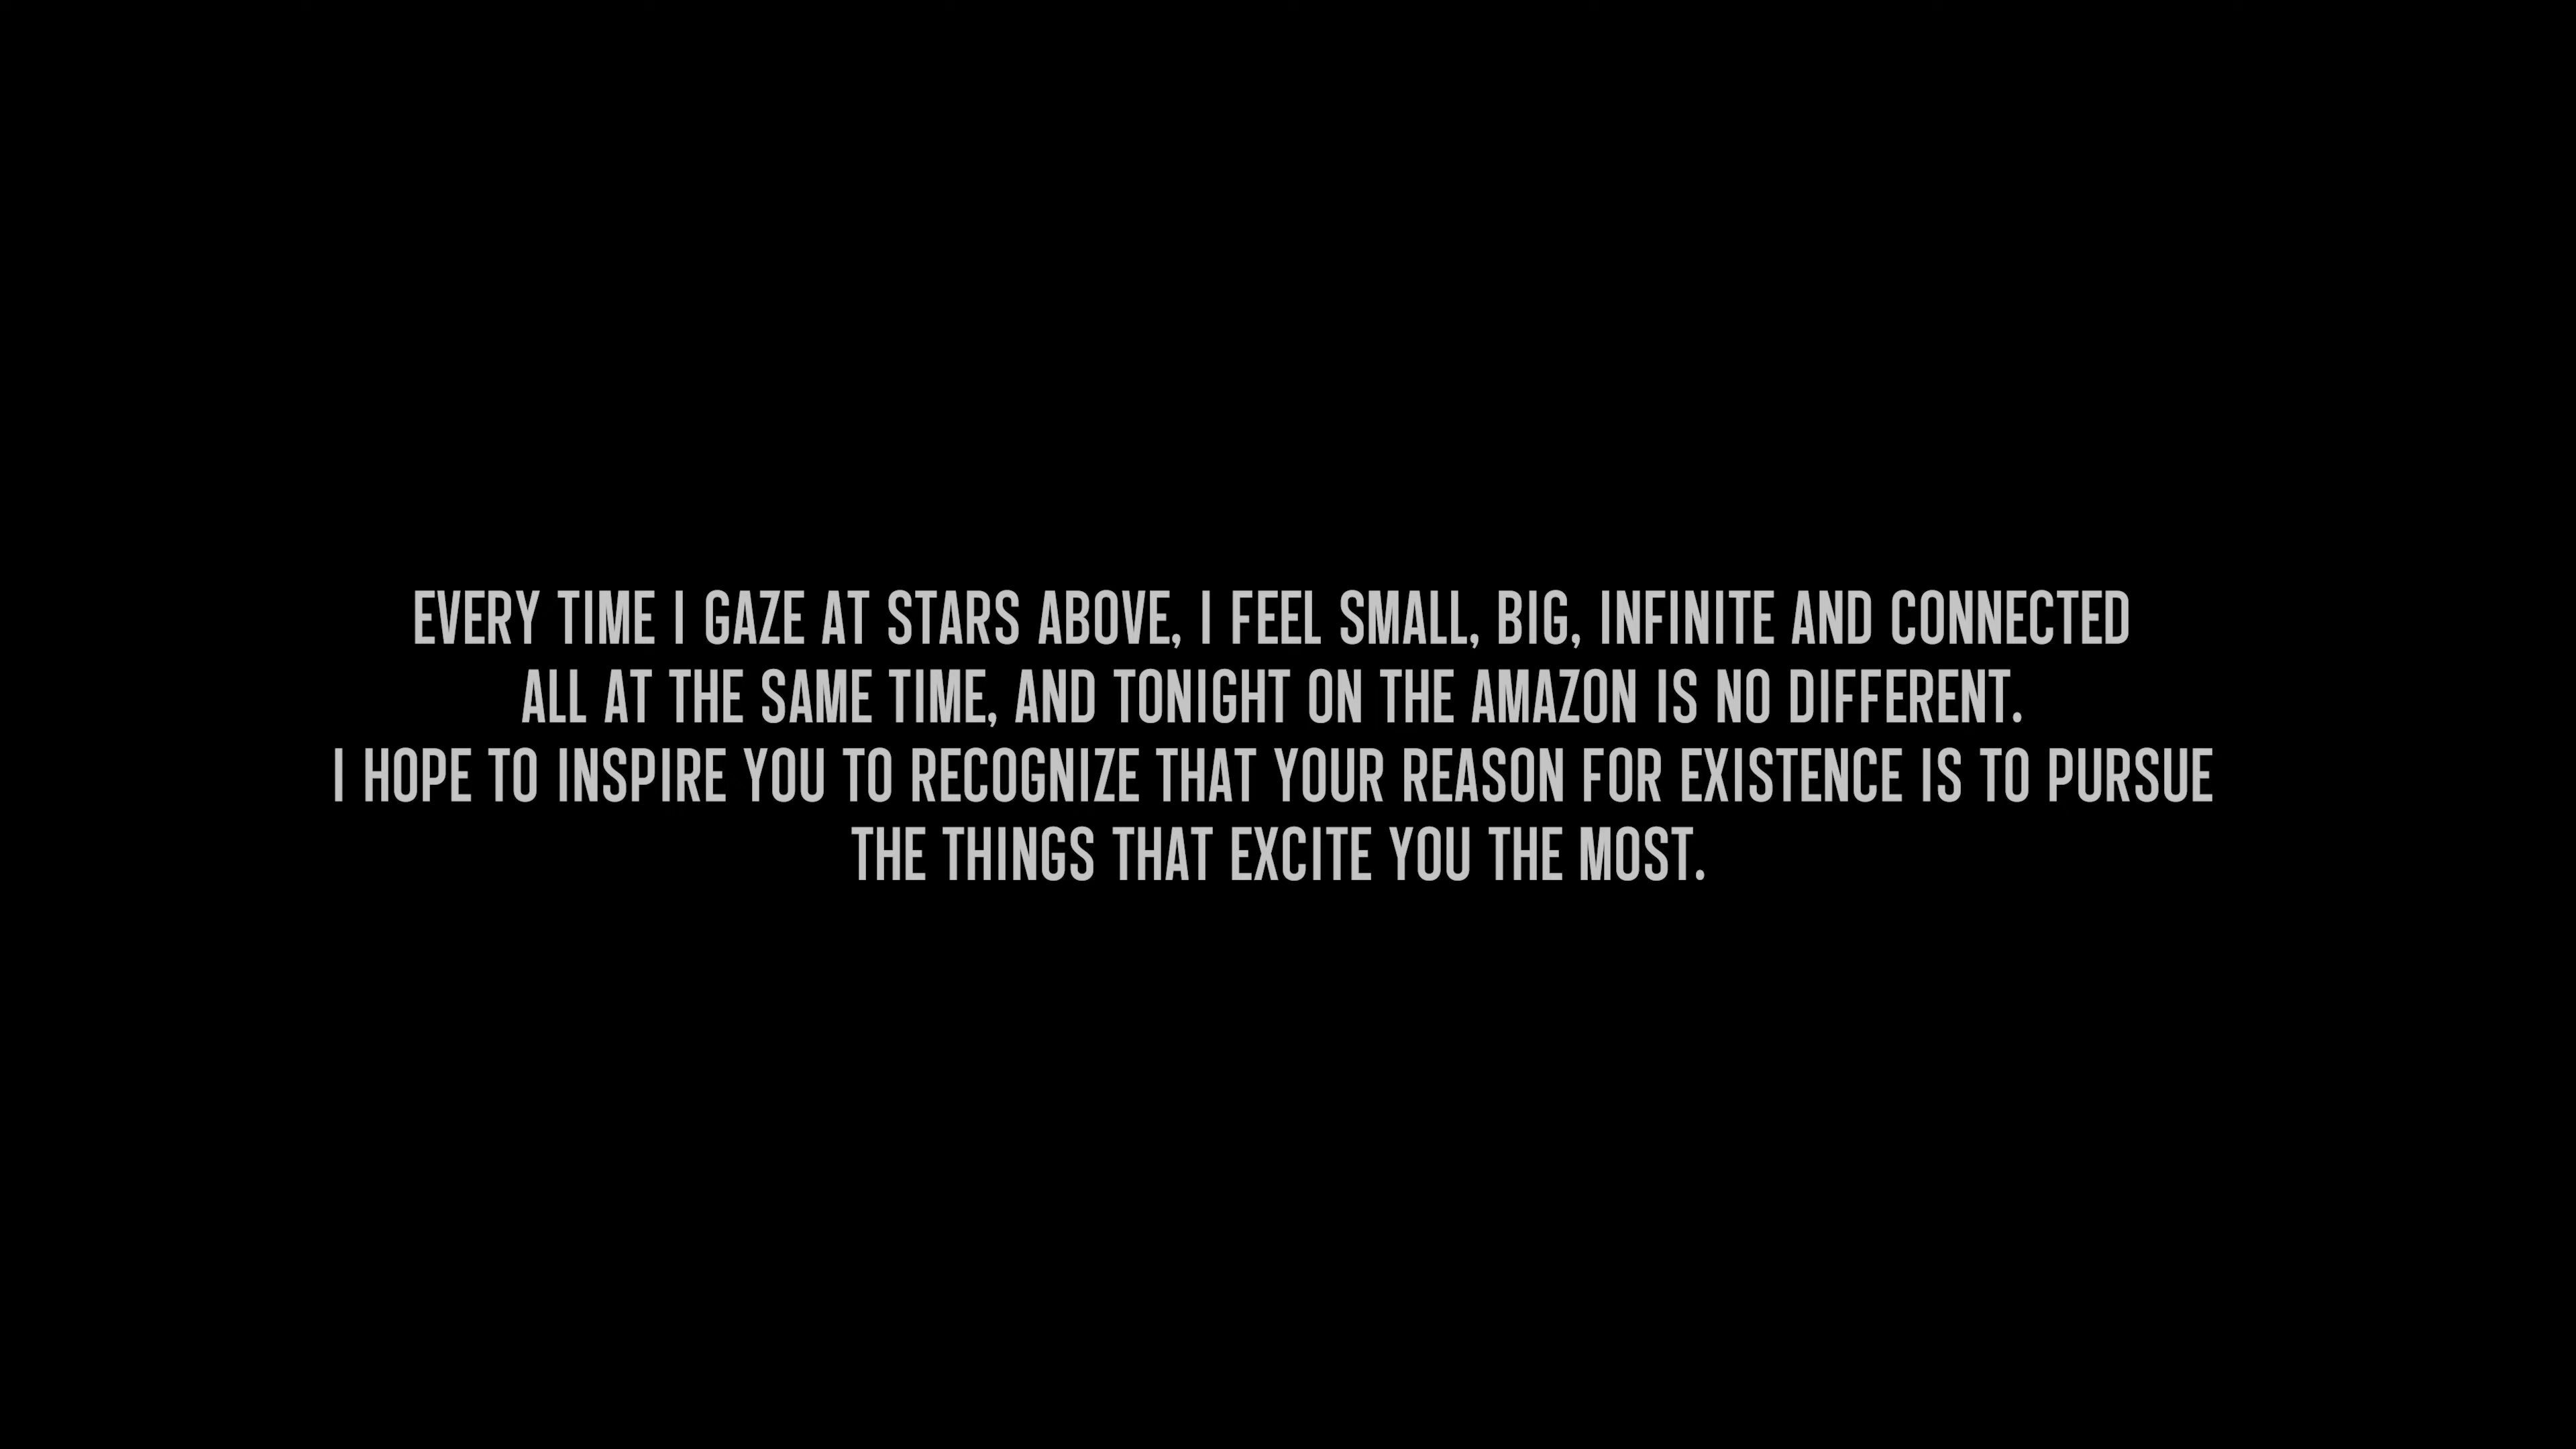 EVERY TIME I GAZE AT STARS ABOVE, I FEEL SMALL, BIG, INFINITE AND CONNECTED
ALL AT THE SAME TIME, AND TONIGHT ON THE AMAZON IS NO DIFFERENT.
I HOPE TO INSPIRE YOU TO RECOGNIZE THAT YOUR REASON FOR EXISTENCE IS TO PURSUE
THE THINGS THAT EXCITE YOU THE MOST.